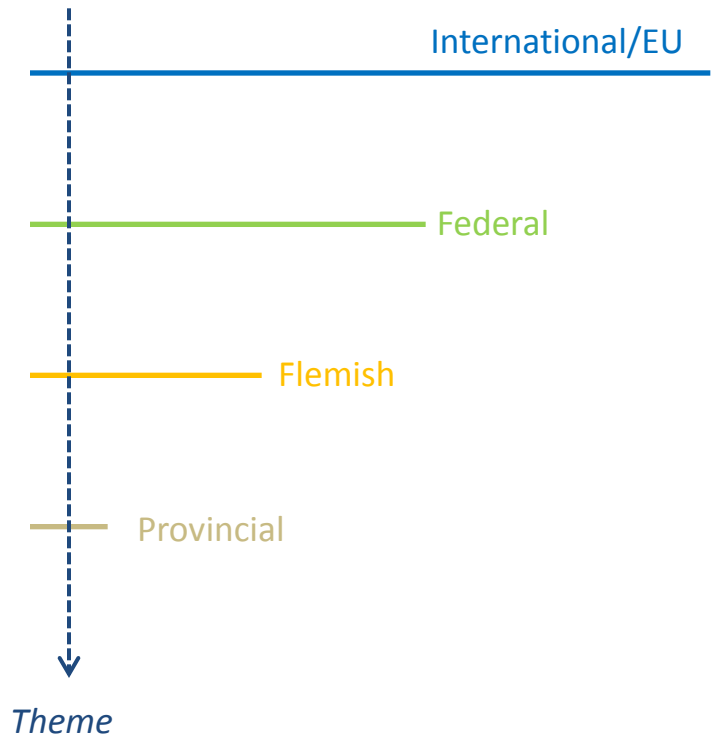 International/EU
Federal
Flemish
Provincial
Theme